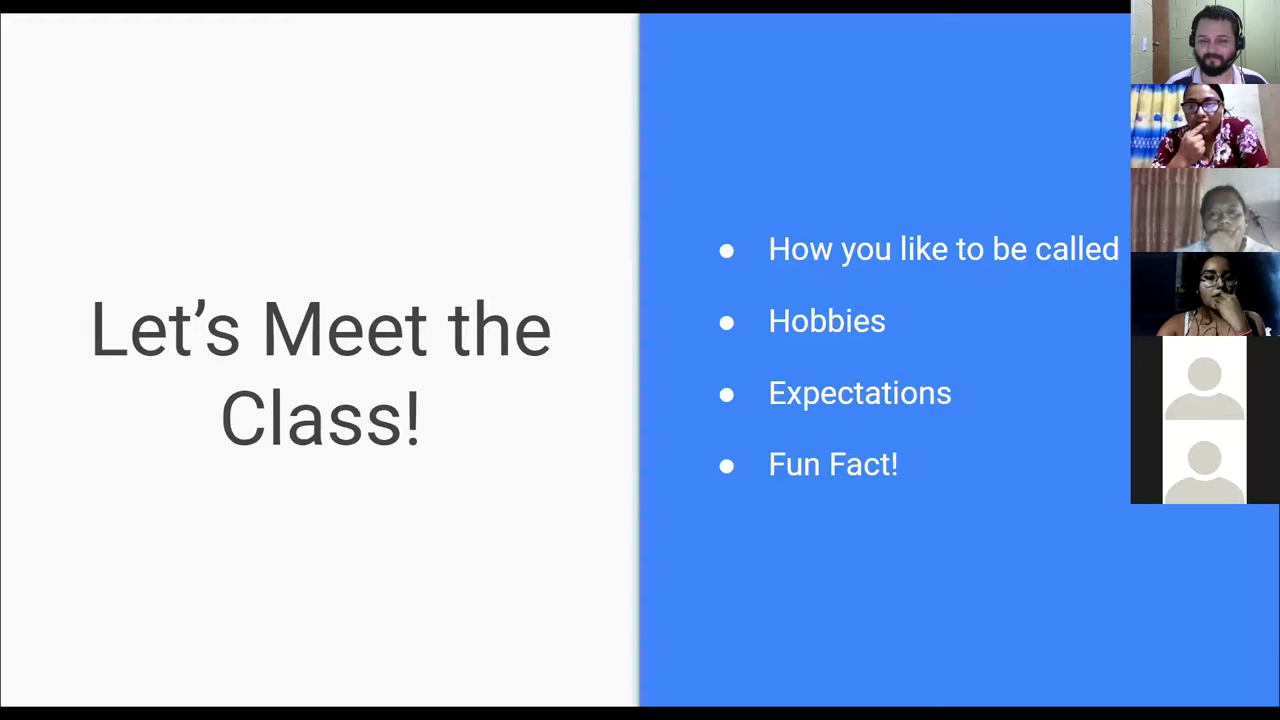 Let’s Meet the
Class!
● How you like to be called
● Hobbies
● Expectations
● Fun Fact!